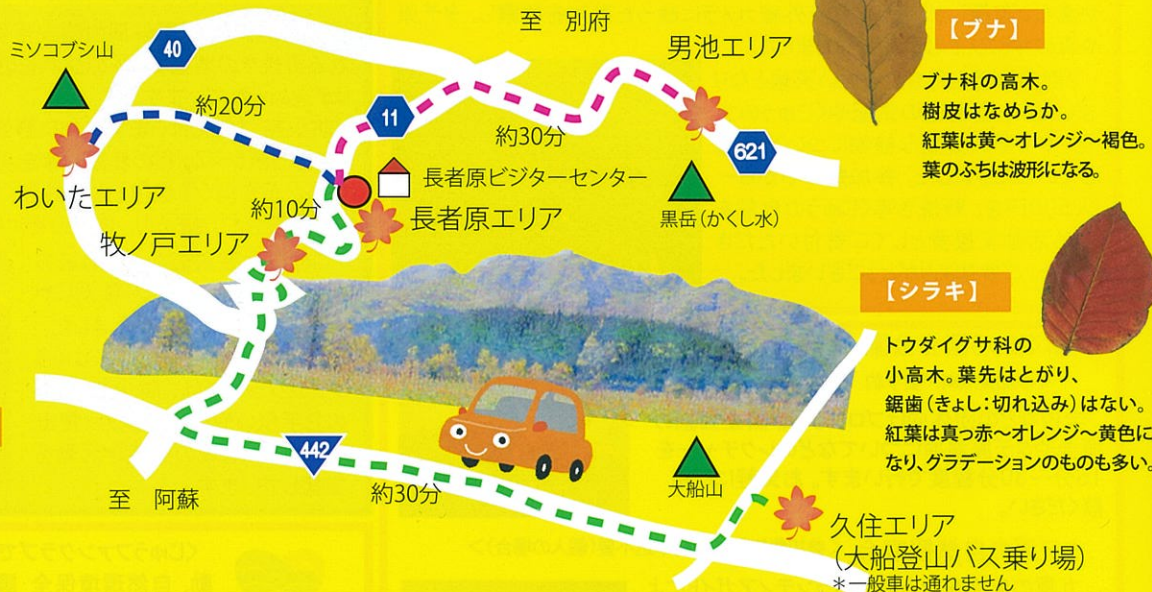 至 別府
ミソコブシ山
40
男池エリア
約20分
11
約30分
621
わいたエリア
長者原ビジターセンター
約10分
長者原エリア
黒岳(かくし水)
牧ノ戸エリア
442
約30分
大船山
至 阿蘇
久住エリア
(大船登山バス乗り場)
*一般車は通れません
【ブナ】
ブナ科の高木。
樹皮はなめらか。
紅葉は黄〜オレンジ〜褐色。
葉のふちは波形になる。
【シラキ】
トウダイグサ科の
小高木。葉先はとがり、
鋸歯(きょし:切れ込み)はない。
紅葉は真っ赤〜オレンジ〜黄色に
なり、グラデーションのものも多い。